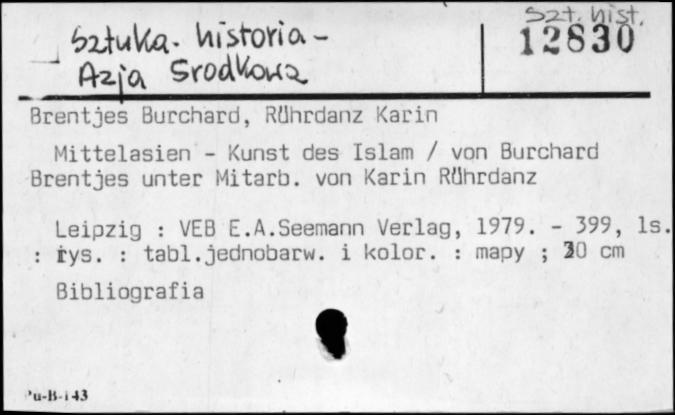 Szt. hist.
Sztuka. historia -
12830
Azja Srodkowa
Brentjes Burchard, Rührdanz Karin
Mittelasien - Kunst des Islam / von Burchard
Brentjes unter Mitarb. von Karin Rührdanz
Leipzig : VEB E.A.Seemann Verlag, 1979. - 399, 1s.
: rys. : tabl.jednobarw. i kolor. : mapy ; 30 cm
Bibliografia
Pu-B-143